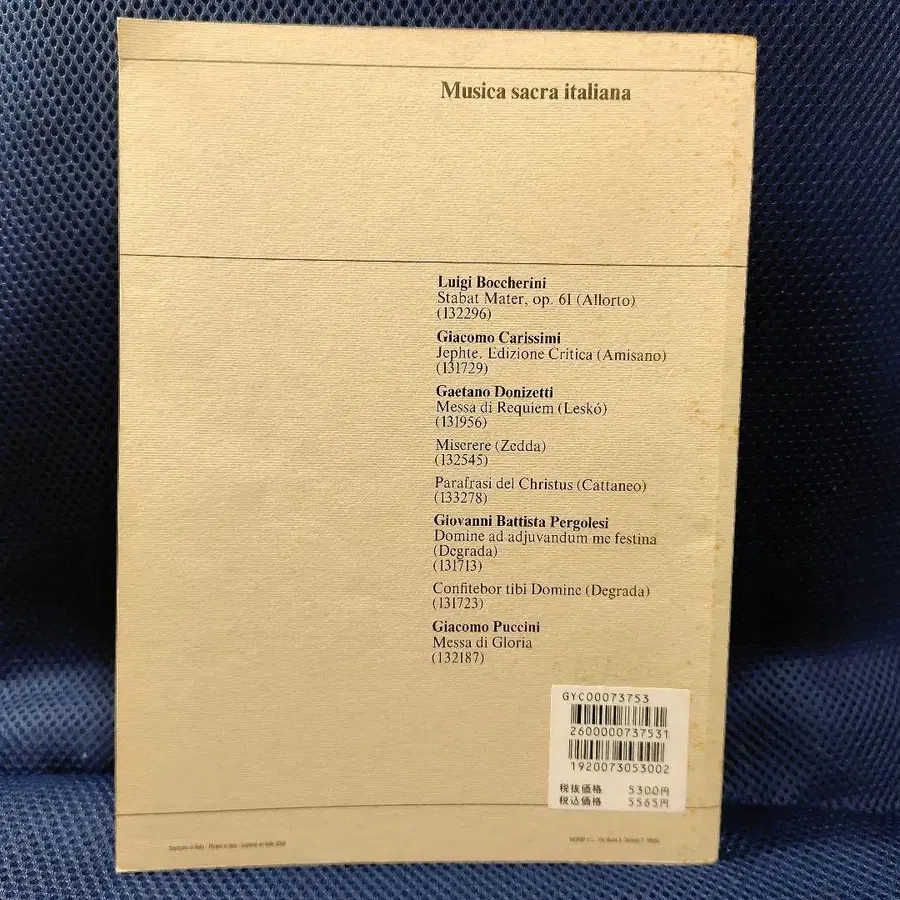 Musica sacra italiana
Luigi Boccherini
Stabat Mater, op. 61 (Allorto)
(132296)
Giacomo Carissimi
Jephte. Edizione Critica (Amisano)
(131729)
Gaetano Donizetti
Messa di Requiem (Leskó)
(131956)
Miserere (Zedda)
(132545)
Parafrasi del Christus (Cattaneo)
(133278)
Giovanni Battista Pergolesi
Domine ad adjuvandum me festina
(Degrada)
(131713)
Confitebor tibi Domine (Degrada)
(131723)
Giacomo Puccini
Messa di Gloria
(132187)
GYC00073753
2600000737531
1920073053002
税抜価格 5300円
税込価格 5565円